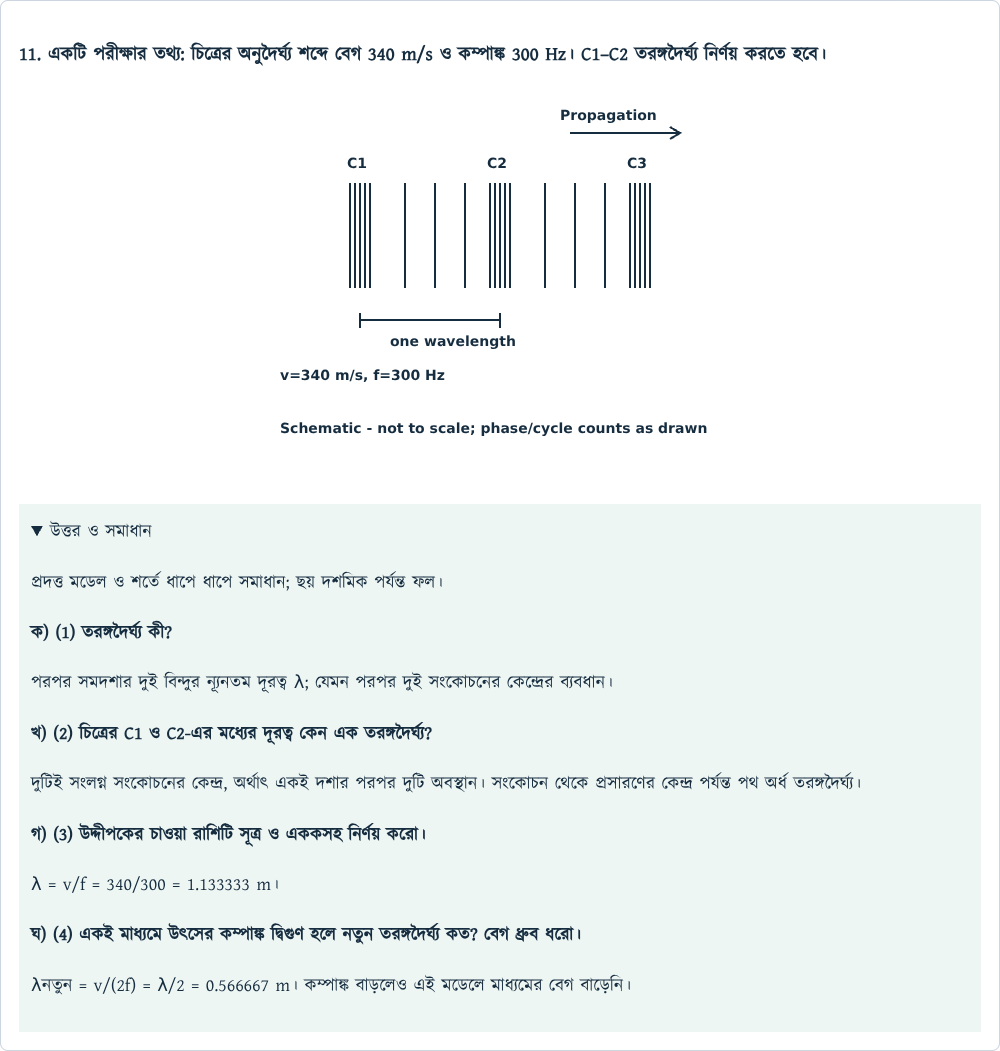 11. একটি পরীক্ষার তথ্য: চিত্রের অনুদৈর্ঘ্য শব্দে বেগ 340 m/s ও কম্পাঙ্ক 300 Hz। C1–C2 তরঙ্গদৈর্ঘ্য নির্ণয় করতে হবে।
Propagation
C1 C2 C3
one wavelength
v=340 m/s, f=300 Hz
Schematic - not to scale; phase/cycle counts as drawn
▼ উত্তর ও সমাধান
প্রদত্ত মডেল ও শর্তে ধাপে ধাপে সমাধান; ছয় দশমিক পর্যন্ত ফল।
ক) (1) তরঙ্গদৈর্ঘ্য কী?
পরপর সমদশার দুই বিন্দুর ন্যূনতম দূরত্ব λ; যেমন পরপর দুই সংকোচনের কেন্দ্রের ব্যবধান।
খ) (2) চিত্রের C1 ও C2-এর মধ্যের দূরত্ব কেন এক তরঙ্গদৈর্ঘ্য?
দুটিই সংলগ্ন সংকোচনের কেন্দ্র, অর্থাৎ একই দশার পরপর দুটি অবস্থান। সংকোচন থেকে প্রসারণের কেন্দ্র পর্যন্ত পথ অর্ধ তরঙ্গদৈর্ঘ্য।
গ) (3) উদ্দীপকের চাওয়া রাশিটি সূত্র ও এককসহ নির্ণয় করো।
λ = v/f = 340/300 = 1.133333 m।
ঘ) (4) একই মাধ্যমে উৎসের কম্পাঙ্ক দ্বিগুণ হলে নতুন তরঙ্গদৈর্ঘ্য কত? বেগ ধ্রুব ধরো।
λনতুন = v/(2f) = λ/2 = 0.566667 m। কম্পাঙ্ক বাড়লেও এই মডেলে মাধ্যমের বেগ বাড়েনি।